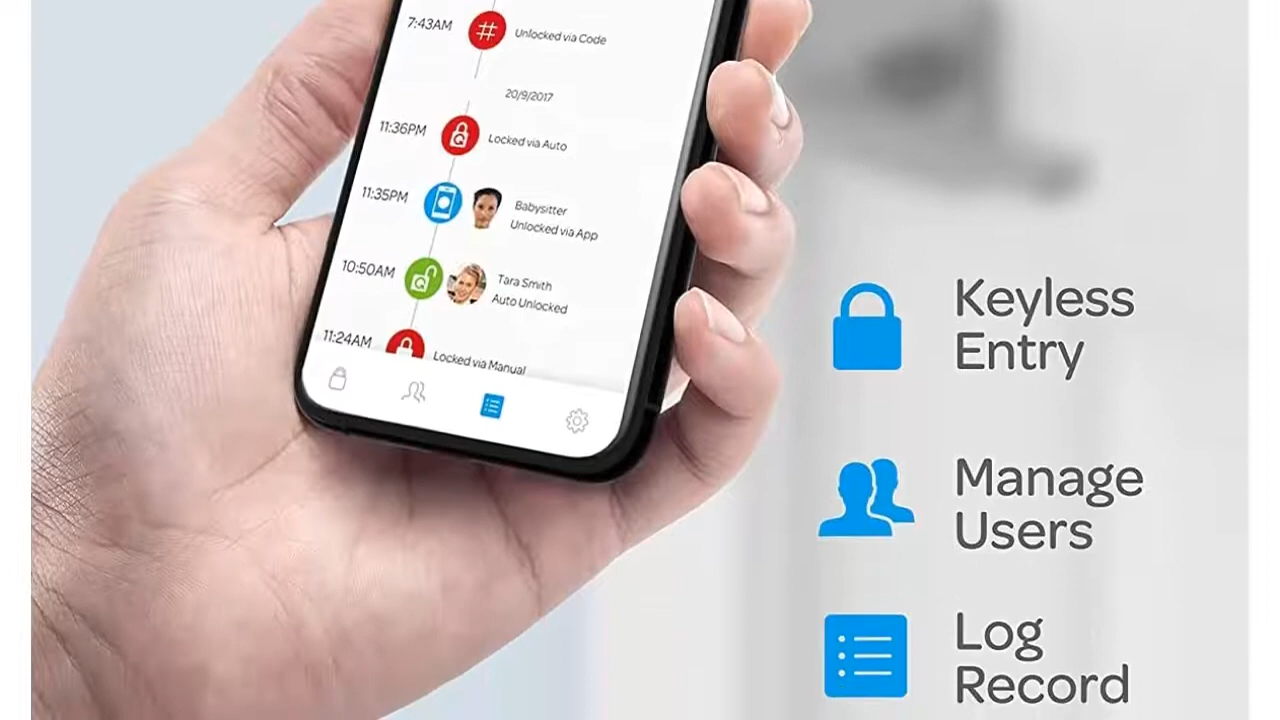 7:43AM
Unlocked via Code
20/9/2017
11:36PM
Locked via Auto
11:35PM
Babysitter
Unlocked via App
10:50AM
Tara Smith
Auto Unlocked
11:24AM
Locked via Manual
Keyless
Entry
Manage
Users
Log
Record